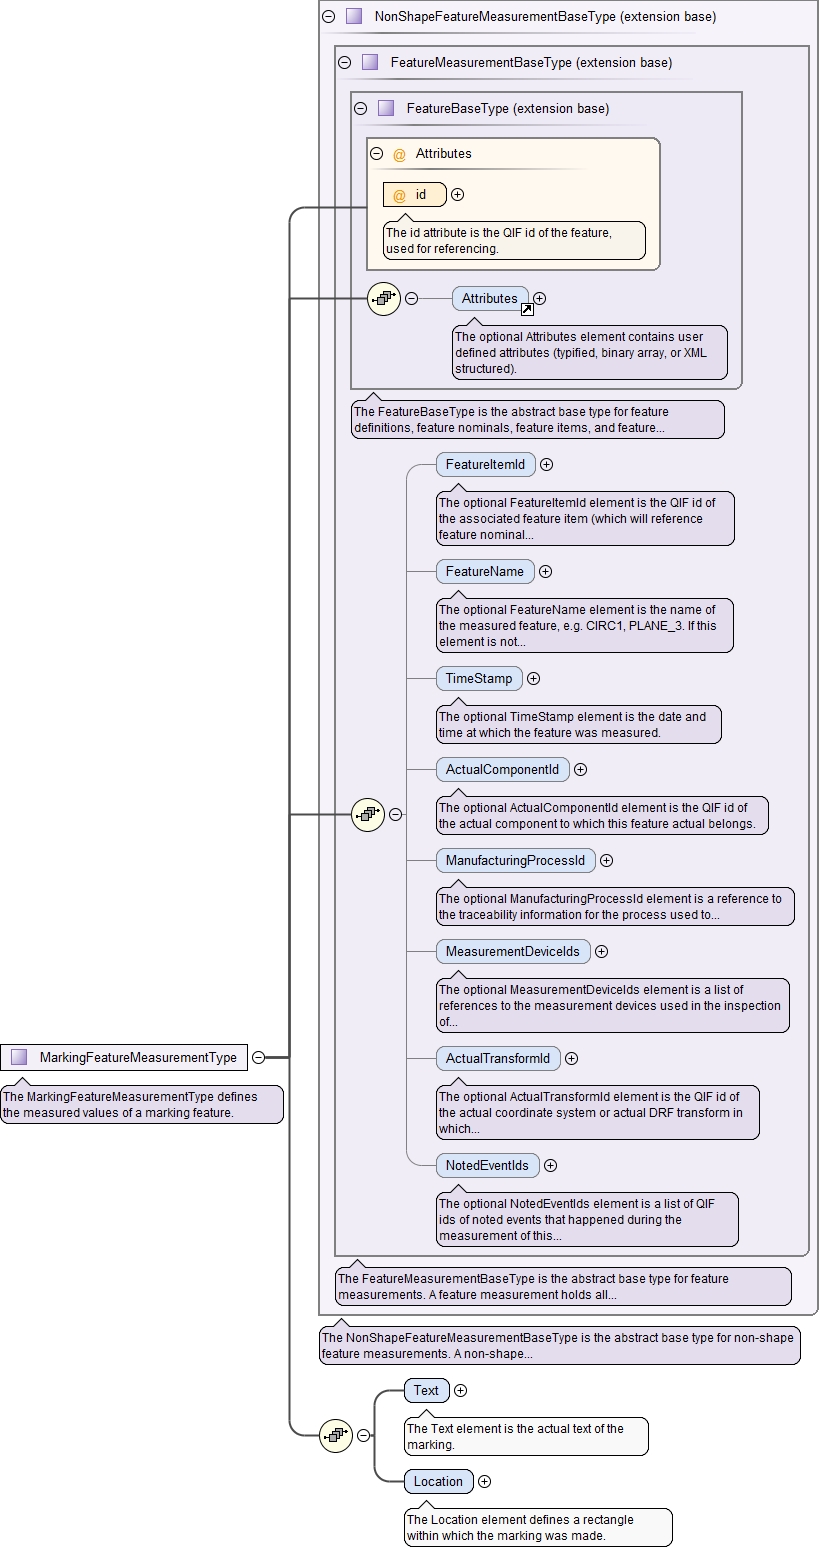 NonShapeFeatureMeasurementBaseType (extension base)
FeatureMeasurementBaseType (extension base)
FeatureBaseType (extension base)
@ Attributes
@ id
The id attribute is the QIF id of the feature,
used for referencing.
Attributes
The optional Attributes element contains user
defined attributes (typified, binary array, or XML
structured).
The FeatureBaseType is the abstract base type for feature
definitions, feature nominals, feature items, and feature...
FeatureItemId
The optional FeatureItemId element is the QIF id of
the associated feature item (which will reference
feature nominal...
FeatureName
The optional FeatureName element is the name of
the measured feature, e.g. CIRC1, PLANE_3. If this
element is not...
TimeStamp
The optional TimeStamp element is the date and
time at which the feature was measured.
ActualComponentId
The optional ActualComponentId element is the QIF id of
the actual component to which this feature actual belongs.
ManufacturingProcessId
The optional ManufacturingProcessId element is a reference to
the traceability information for the process used to...
MeasurementDeviceIds
The optional MeasurementDeviceIds element is a list of
references to the measurement devices used in the inspection
of...
MarkingFeatureMeasurementType
The MarkingFeatureMeasurementType defines
the measured values of a marking feature.
ActualTransformId
The optional ActualTransformId element is the QIF id of
the actual coordinate system or actual DRF transform in
which...
NotedEventIds
The optional NotedEventIds element is a list of QIF
ids of noted events that happened during the
measurement of this...
The FeatureMeasurementBaseType is the abstract base type for feature
measurements. A feature measurement holds all...
The NonShapeFeatureMeasurementBaseType is the abstract base type for non-shape
feature measurements. A non-shape...
Text
The Text element is the actual text of the
marking.
Location
The Location element defines a rectangle
within which the marking was made.